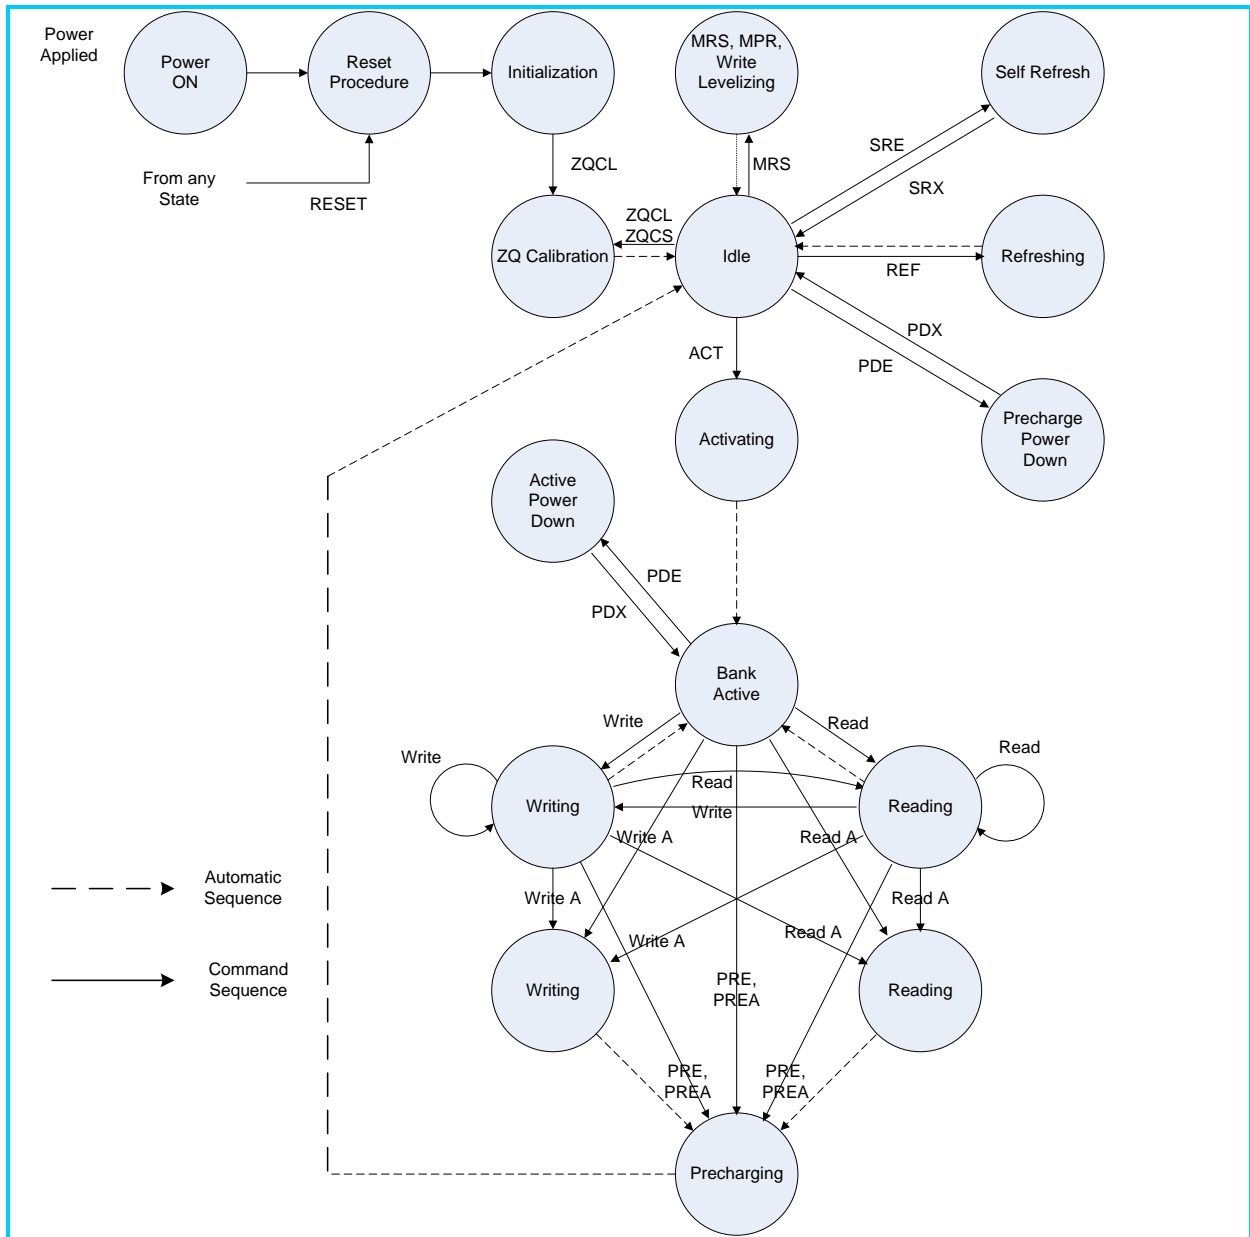 Power
Applied
Power
ON
Reset
Procedure
Initialization
MRS, MPR,
Write
Levelizing
Self Refresh
From any
State
RESET
ZQCL
MRS
SRE
SRX
ZQCL
ZQCS
ZQ Calibration
Idle
Refreshing
REF
ACT
PDX
PDE
Activating
Precharge
Power
Down
Active
Power
Down
PDE
PDX
Bank
Active
Write
Read
Write
Read
Writing
Read
Write
Reading
Write A
Read A
Automatic
Sequence
Write A
Read A
Write A
Read A
Command
Sequence
Writing
PRE,
PREA
Reading
PRE,
PREA
PRE,
PREA
Precharging